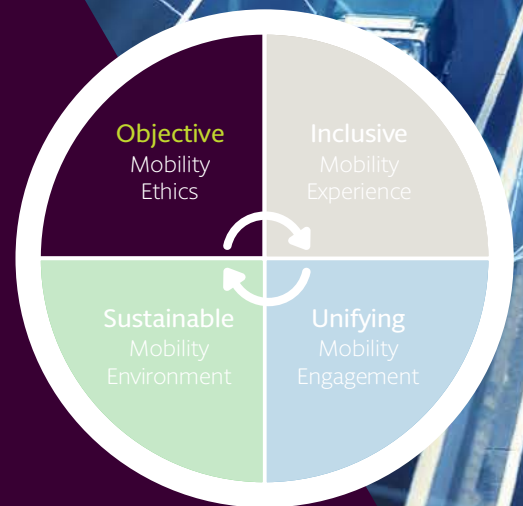 Objective
Mobility
Ethics
Inclusive
Mobility
Experience
Sustainable
Mobility
Environment
Unifying
Mobility
Engagement